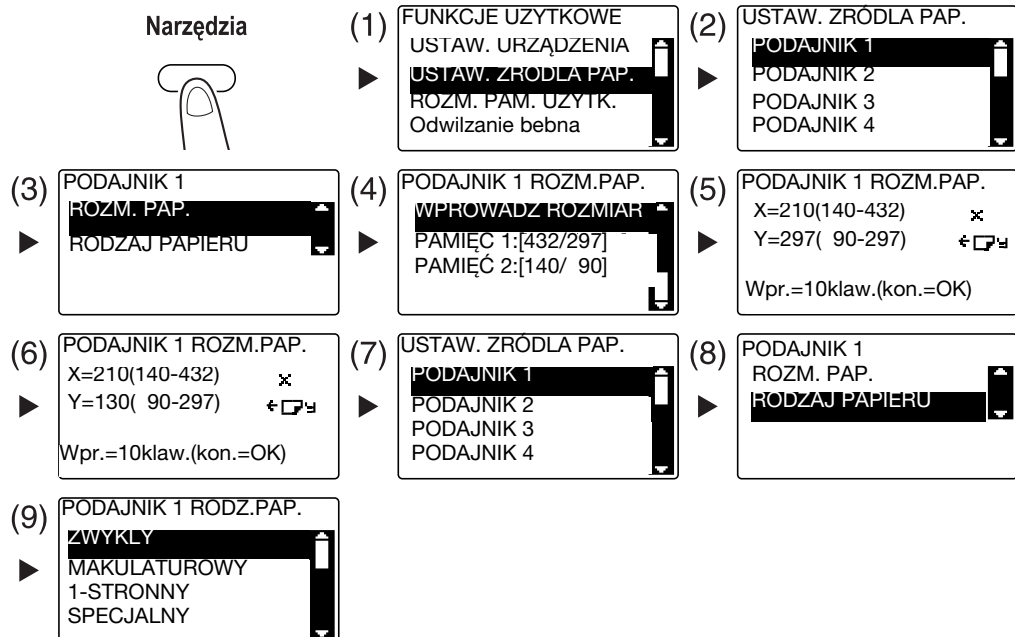 Narzędzia
(1)
FUNKCJE UZYTKOWE
USTAW. URZĄDZENIA
USTAW. ZRODLA PAP.
ROZM. PAM. UZYTK.
Odwilzanie bebna
(2)
USTAW. ZRÓDLA PAP.
PODAJNIK 1
PODAJNIK 2
PODAJNIK 3
PODAJNIK 4
(3)
PODAJNIK 1
ROZM. PAP.
RODZAJ PAPIERU
(4)
PODAJNIK 1 ROZM.PAP.
WPROWADZ ROZMIAR
PAMIĘC 1:[432/297]
PAMIĘC 2:[140/ 90]
(5)
PODAJNIK 1 ROZM.PAP.
X=210(140-432) x
Y=297( 90-297) y
Wpr.=10klaw.(kon.=OK)
(6)
PODAJNIK 1 ROZM.PAP.
X=210(140-432) x
Y=130( 90-297) y
Wpr.=10klaw.(kon.=OK)
(7)
USTAW. ZRÓDLA PAP.
PODAJNIK 1
PODAJNIK 2
PODAJNIK 3
PODAJNIK 4
(8)
PODAJNIK 1
ROZM. PAP.
RODZAJ PAPIERU
(9)
PODAJNIK 1 RODZ.PAP.
ZWYKLY
MAKULATUROWY
1-STRONNY
SPECJALNY